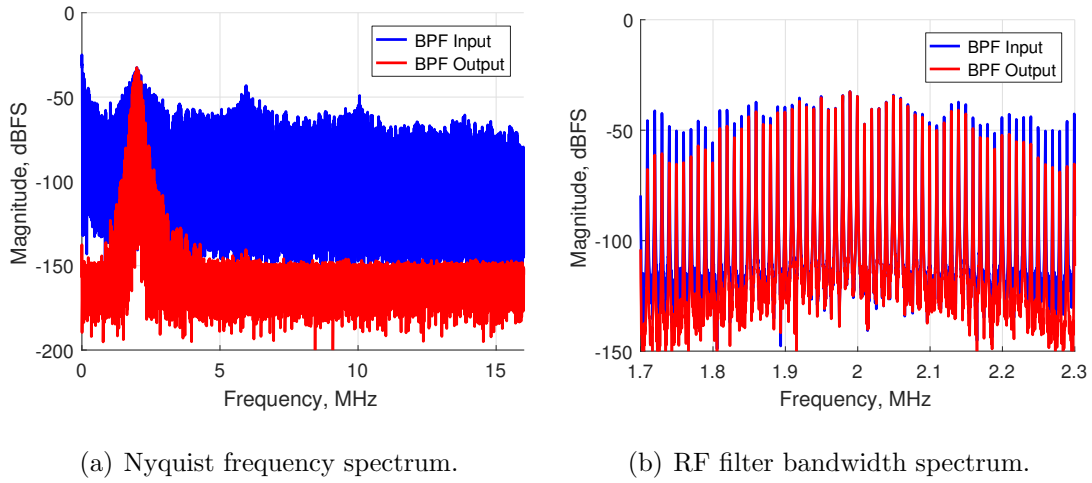 0
-50
-100
-150
-200
Magnitude, dBFS
0 5 10 15
Frequency, MHz
BPF Input
BPF Output
(a) Nyquist frequency spectrum.
0
-50
-100
-150
Magnitude, dBFS
1.7 1.8 1.9 2 2.1 2.2 2.3
Frequency, MHz
BPF Input
BPF Output
(b) RF filter bandwidth spectrum.